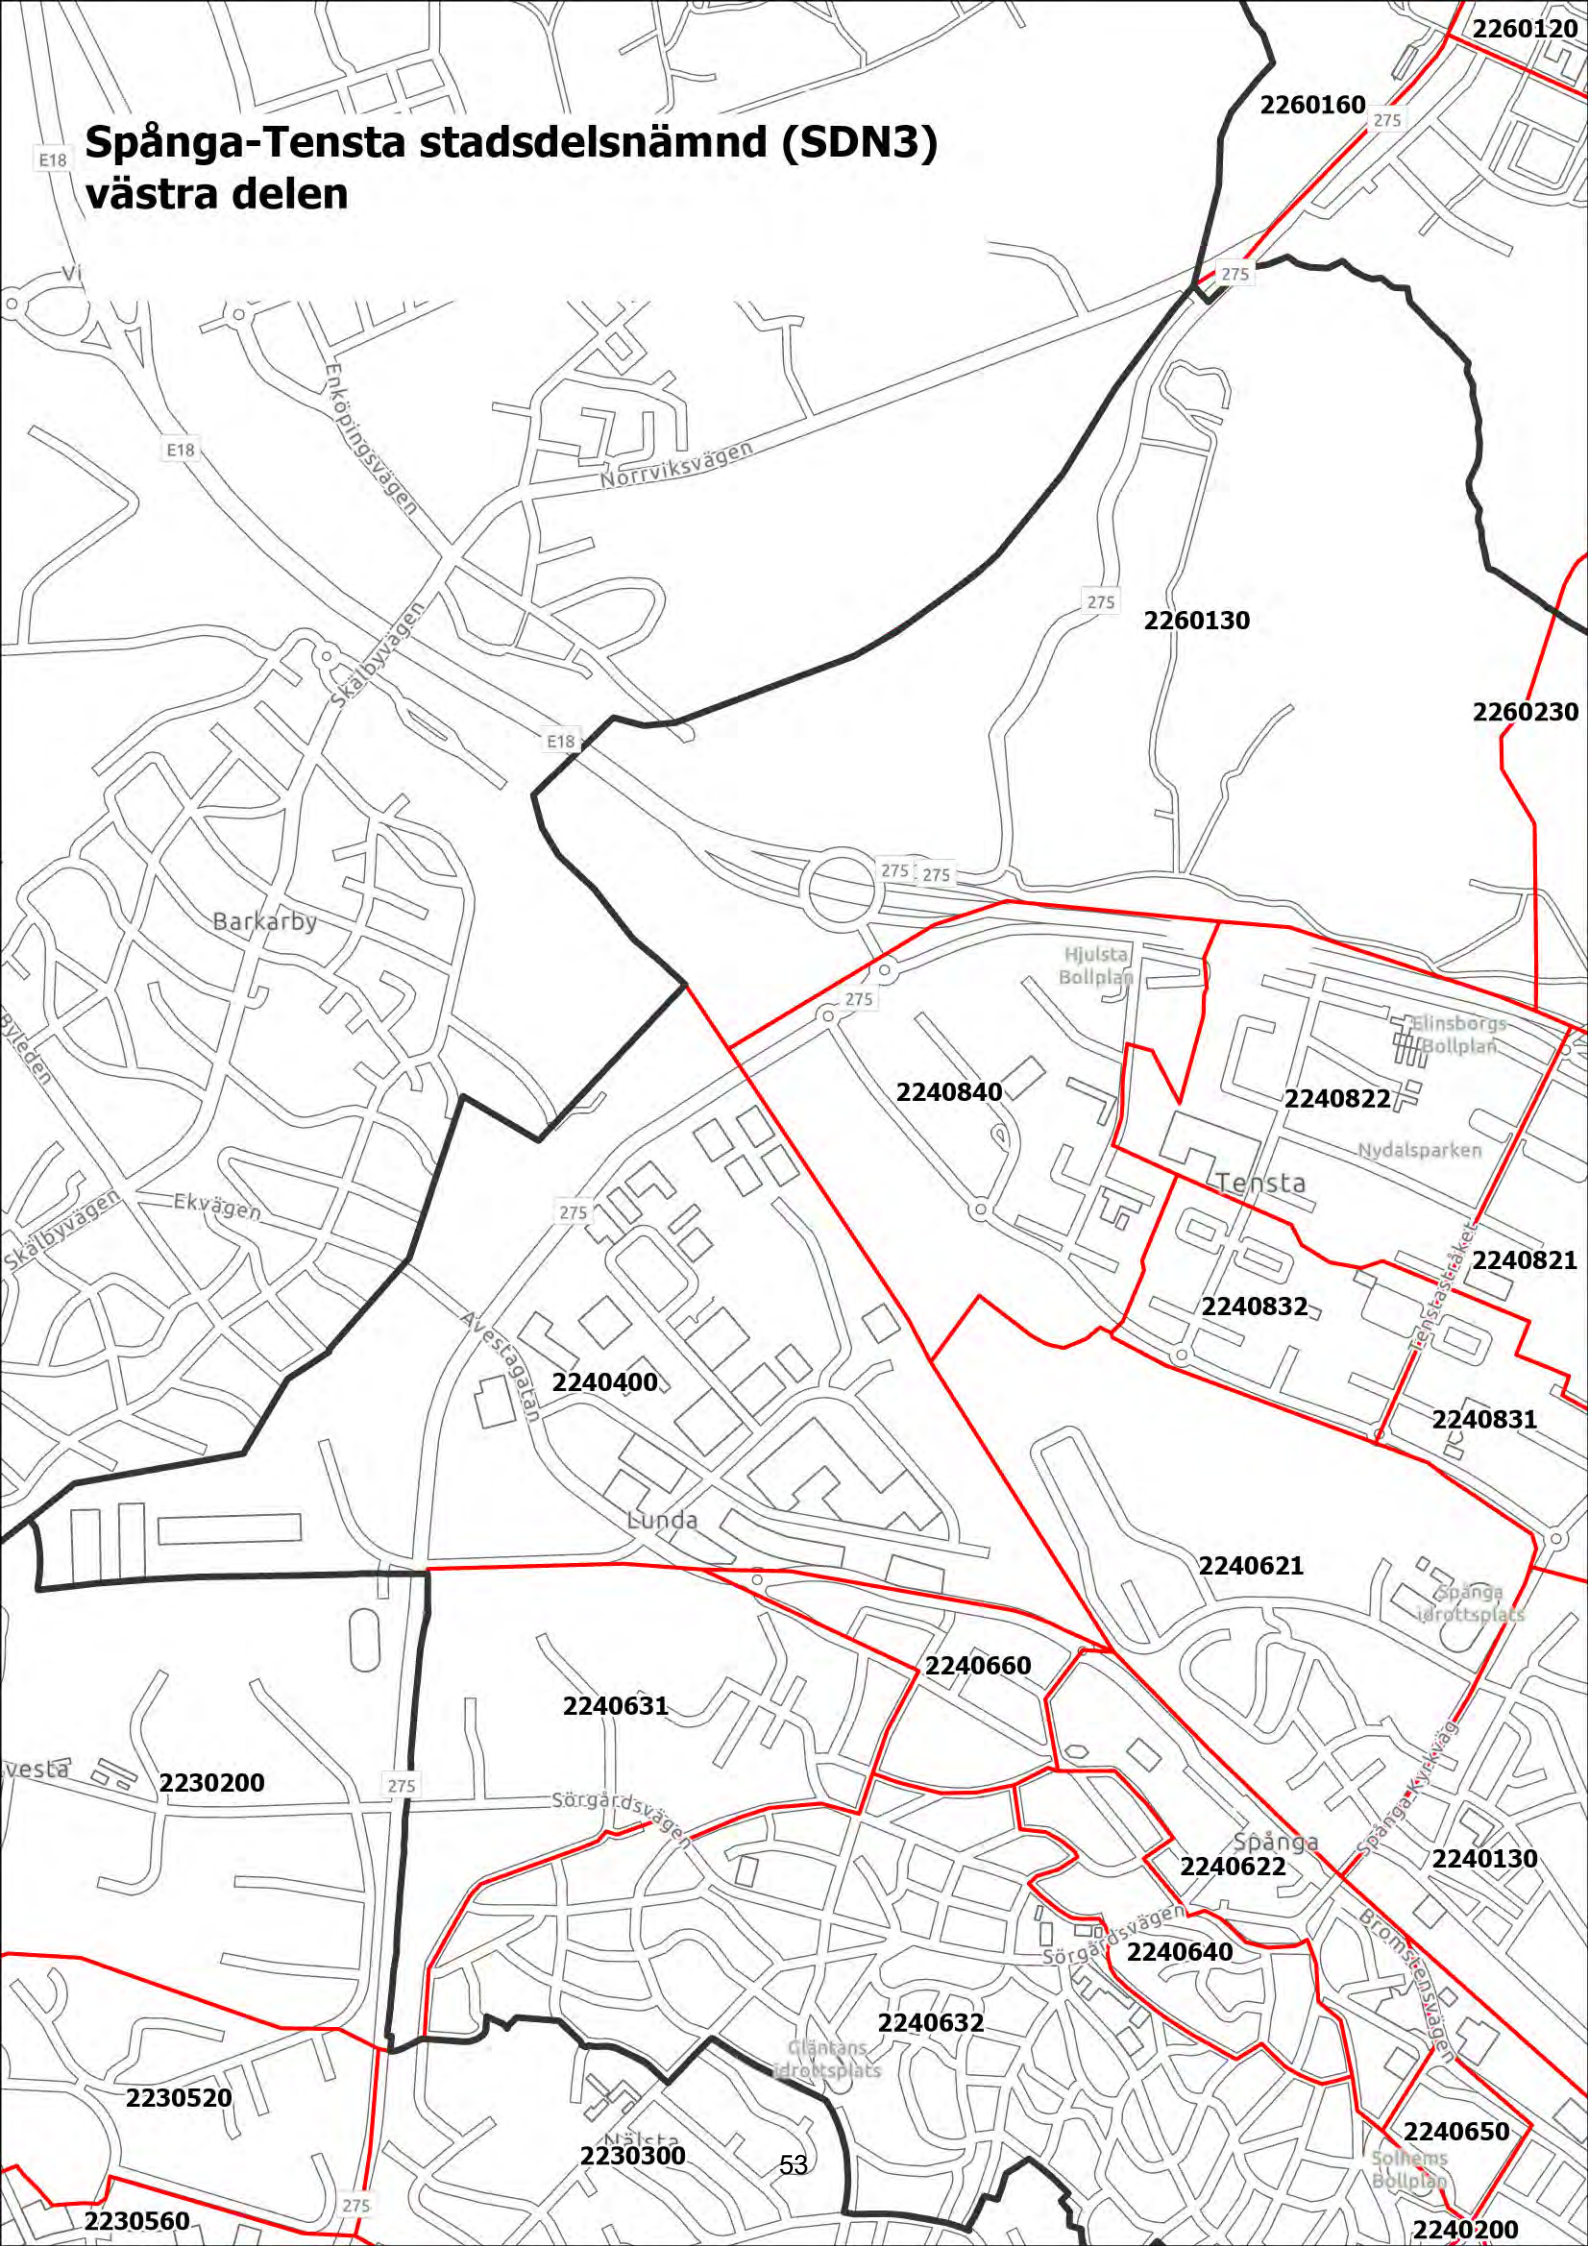 2260120
2260160
275
Spånga-Tensta stadsdelsnämnd (SDN3)
västra delen
E18
Vi
275
Enköpingsvägen
E18
Norrviksvägen
275
2260130
Skälbyvägen
2260230
E18
275
275
Barkarby
Hjulsta
Bollplan
275
Byleden
Elinsborgs
Bollplan
2240840
2240822
Nydalsparken
Tensta
Ekvägen
Skälbyvägen
275
Tenstastråket
2240821
2240832
Avestagatan
2240400
2240831
Lunda
2240621
Spånga
idrottsplats
2240660
2240631
vesta
2230200
275
Sörgårdsvägen
Spånga Kyrkväg
Spånga
2240622
2240130
Sörgårdsvägen
2240640
Bromstensvägen
2240632
Gläntans
idrottsplats
2230520
2240650
Nälsta
2230300
53
Solhems
Bollplan
275
2230560
2240200